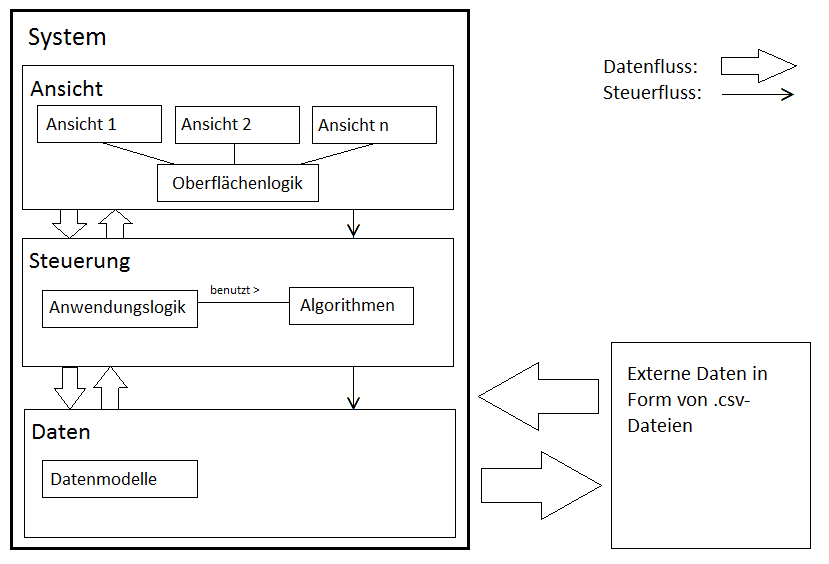 System
Datenfluss:
Steuerfluss:
Ansicht
Ansicht 1
Ansicht 2
Ansicht n
Oberflächenlogik
Steuerung
Anwendungslogik
benutzt >
Algorithmen
Externe Daten in
Form von .csv-
Dateien
Daten
Datenmodelle